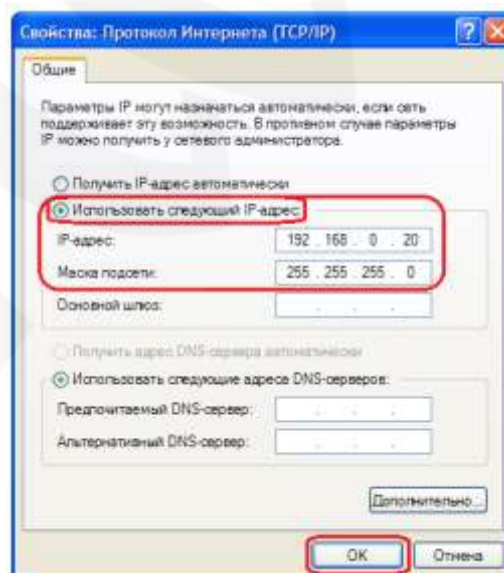 Свойства: Протокол Интернета (TCP/IP)
Общие
Параметры IP могут назначаться автоматически, если сеть
поддерживает эту возможность. В противном случае параметры
IP можно получить у сетевого администратора.
Получить IP-адрес автоматически
Использовать следующий IP-адрес:
IP-адрес: 192 . 168 . 0 . 20
Маска подсети: 255 . 255 . 255 . 0
Основной шлюз: . . .
Получить адрес DNS-сервера автоматически
Использовать следующие адреса DNS-серверов:
Предпочитаемый DNS-сервер: . . .
Альтернативный DNS-сервер: . . .
Дополнительно...
OK Отмена